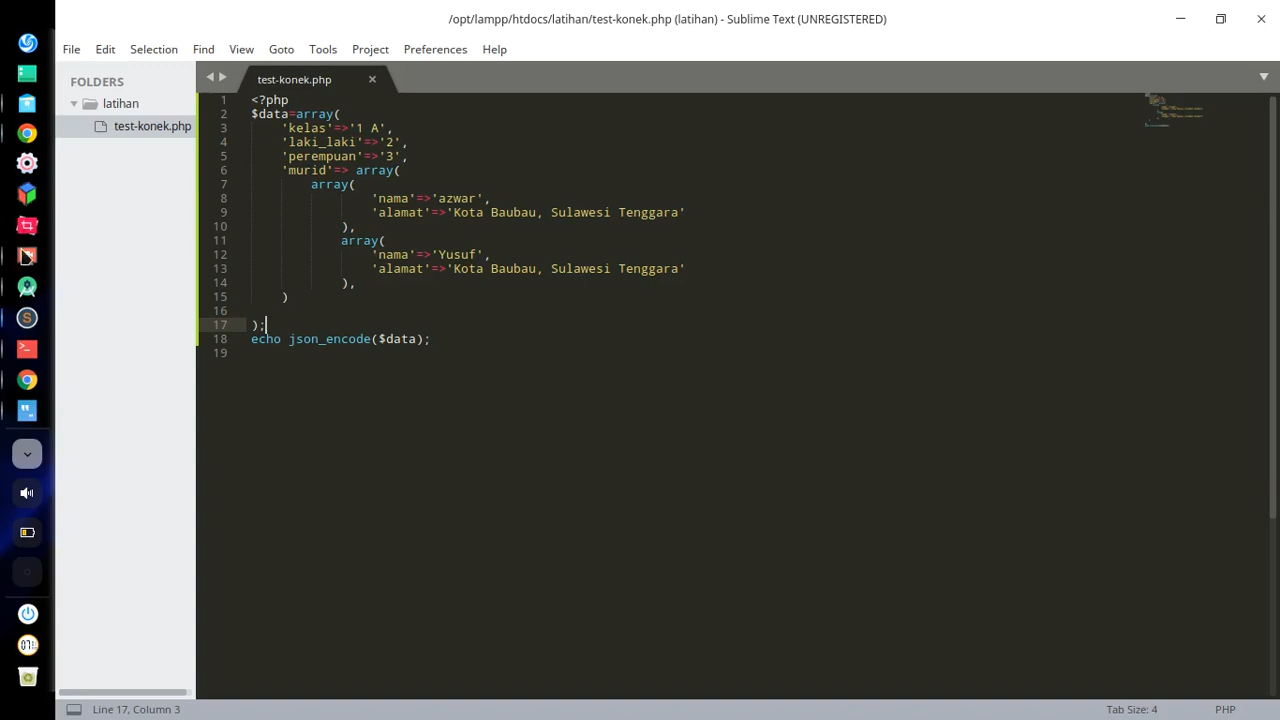 /opt/lampp/htdocs/latihan/test-konek.php (latihan) - Sublime Text (UNREGISTERED)
File Edit Selection Find View Goto Tools Project Preferences Help
FOLDERS
latihan
test-konek.php
test-konek.php
1 <?php
2 $data=array(
3 'kelas'=>'1 A',
4 'laki_laki'=>'2',
5 'perempuan'=>'3',
6 'murid'=> array(
7 array(
8 'nama'=>'azwar',
9 'alamat'=>'Kota Baubau, Sulawesi Tenggara'
10 ),
11 array(
12 'nama'=>'Yusuf',
13 'alamat'=>'Kota Baubau, Sulawesi Tenggara'
14 ),
15 )
16
17 );
18 echo json_encode($data);
19
Line 17, Column 3
Tab Size: 4
PHP